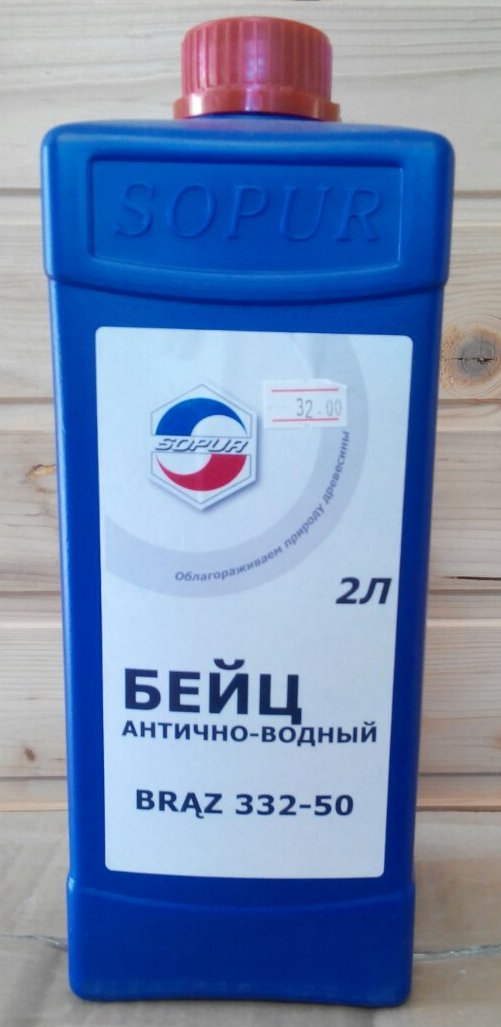 SOPUR
32.00
SOPUR
Облагораживаем природу древесины
2Л
БЕЙЦ
АНТИЧНО-ВОДНЫЙ
BRĄZ 332-50